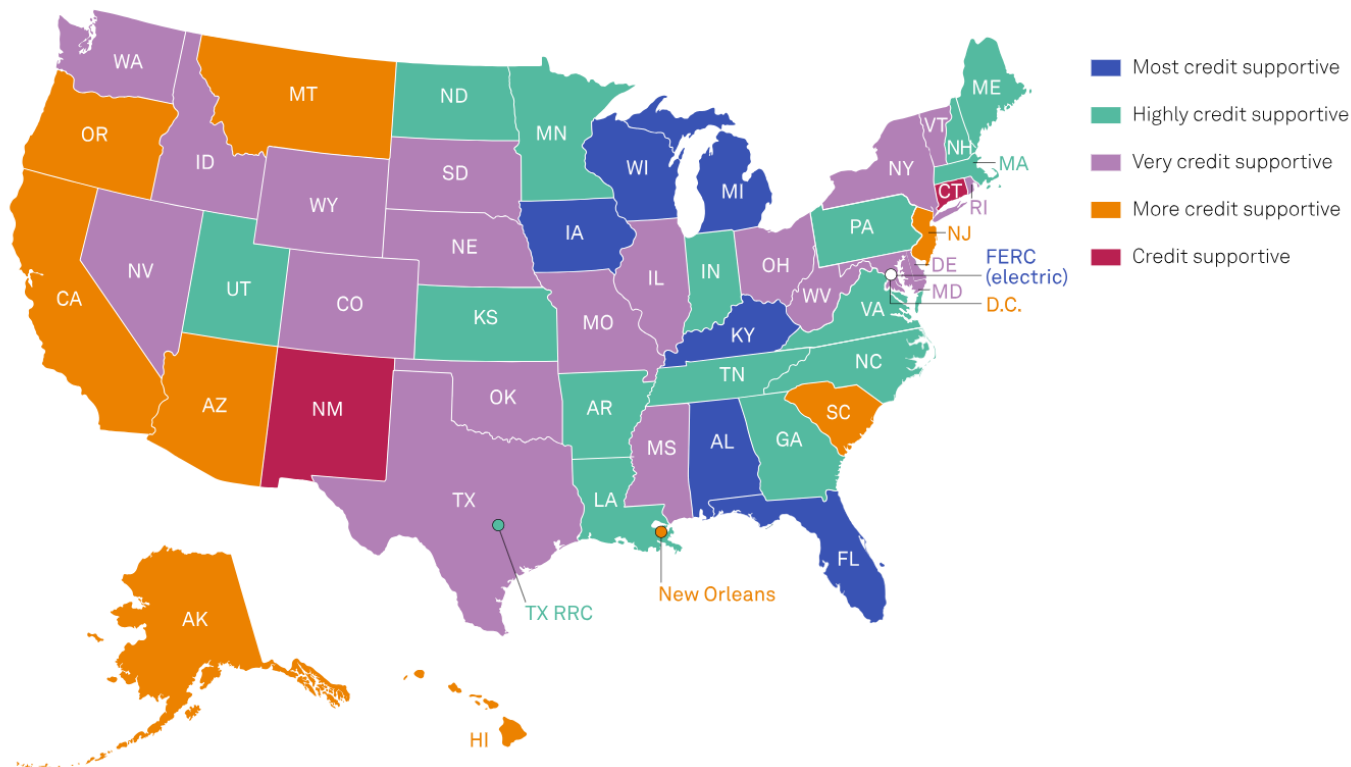 WA
MT
ND
MN
ME
OR
ID
SD
WI
MI
VT
NH
NY
MA
CT
RI
WY
NE
IA
PA
NJ
NV
UT
CO
KS
MO
IL
IN
OH
WV
DE
MD
FERC
(electric)
D.C.
VA
KY
CA
AZ
NM
OK
AR
TN
NC
SC
TX
LA
MS
AL
GA
FL
TX RRC
New Orleans
AK
HI
Most credit supportive
Highly credit supportive
Very credit supportive
More credit supportive
Credit supportive